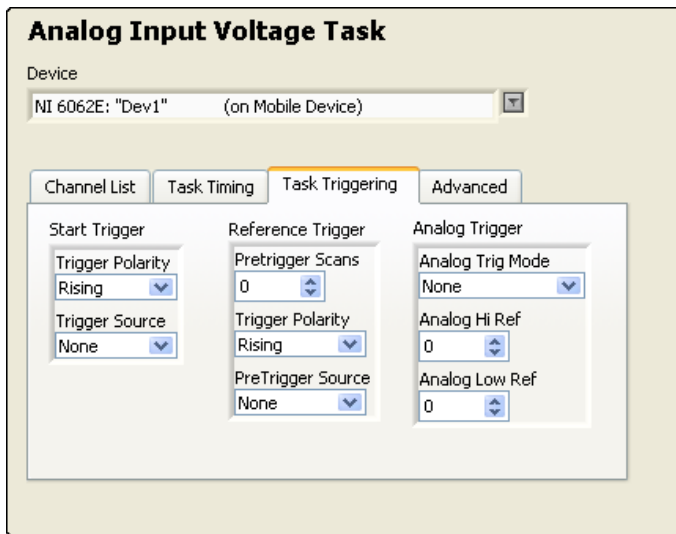 Analog Input Voltage Task
Device
NI 6062E: "Dev1" (on Mobile Device)
Channel List Task Timing Task Triggering Advanced
Start Trigger
Trigger Polarity
Rising
Trigger Source
None
Reference Trigger
Pretrigger Scans
0
Trigger Polarity
Rising
PreTrigger Source
None
Analog Trigger
Analog Trig Mode
None
Analog Hi Ref
0
Analog Low Ref
0